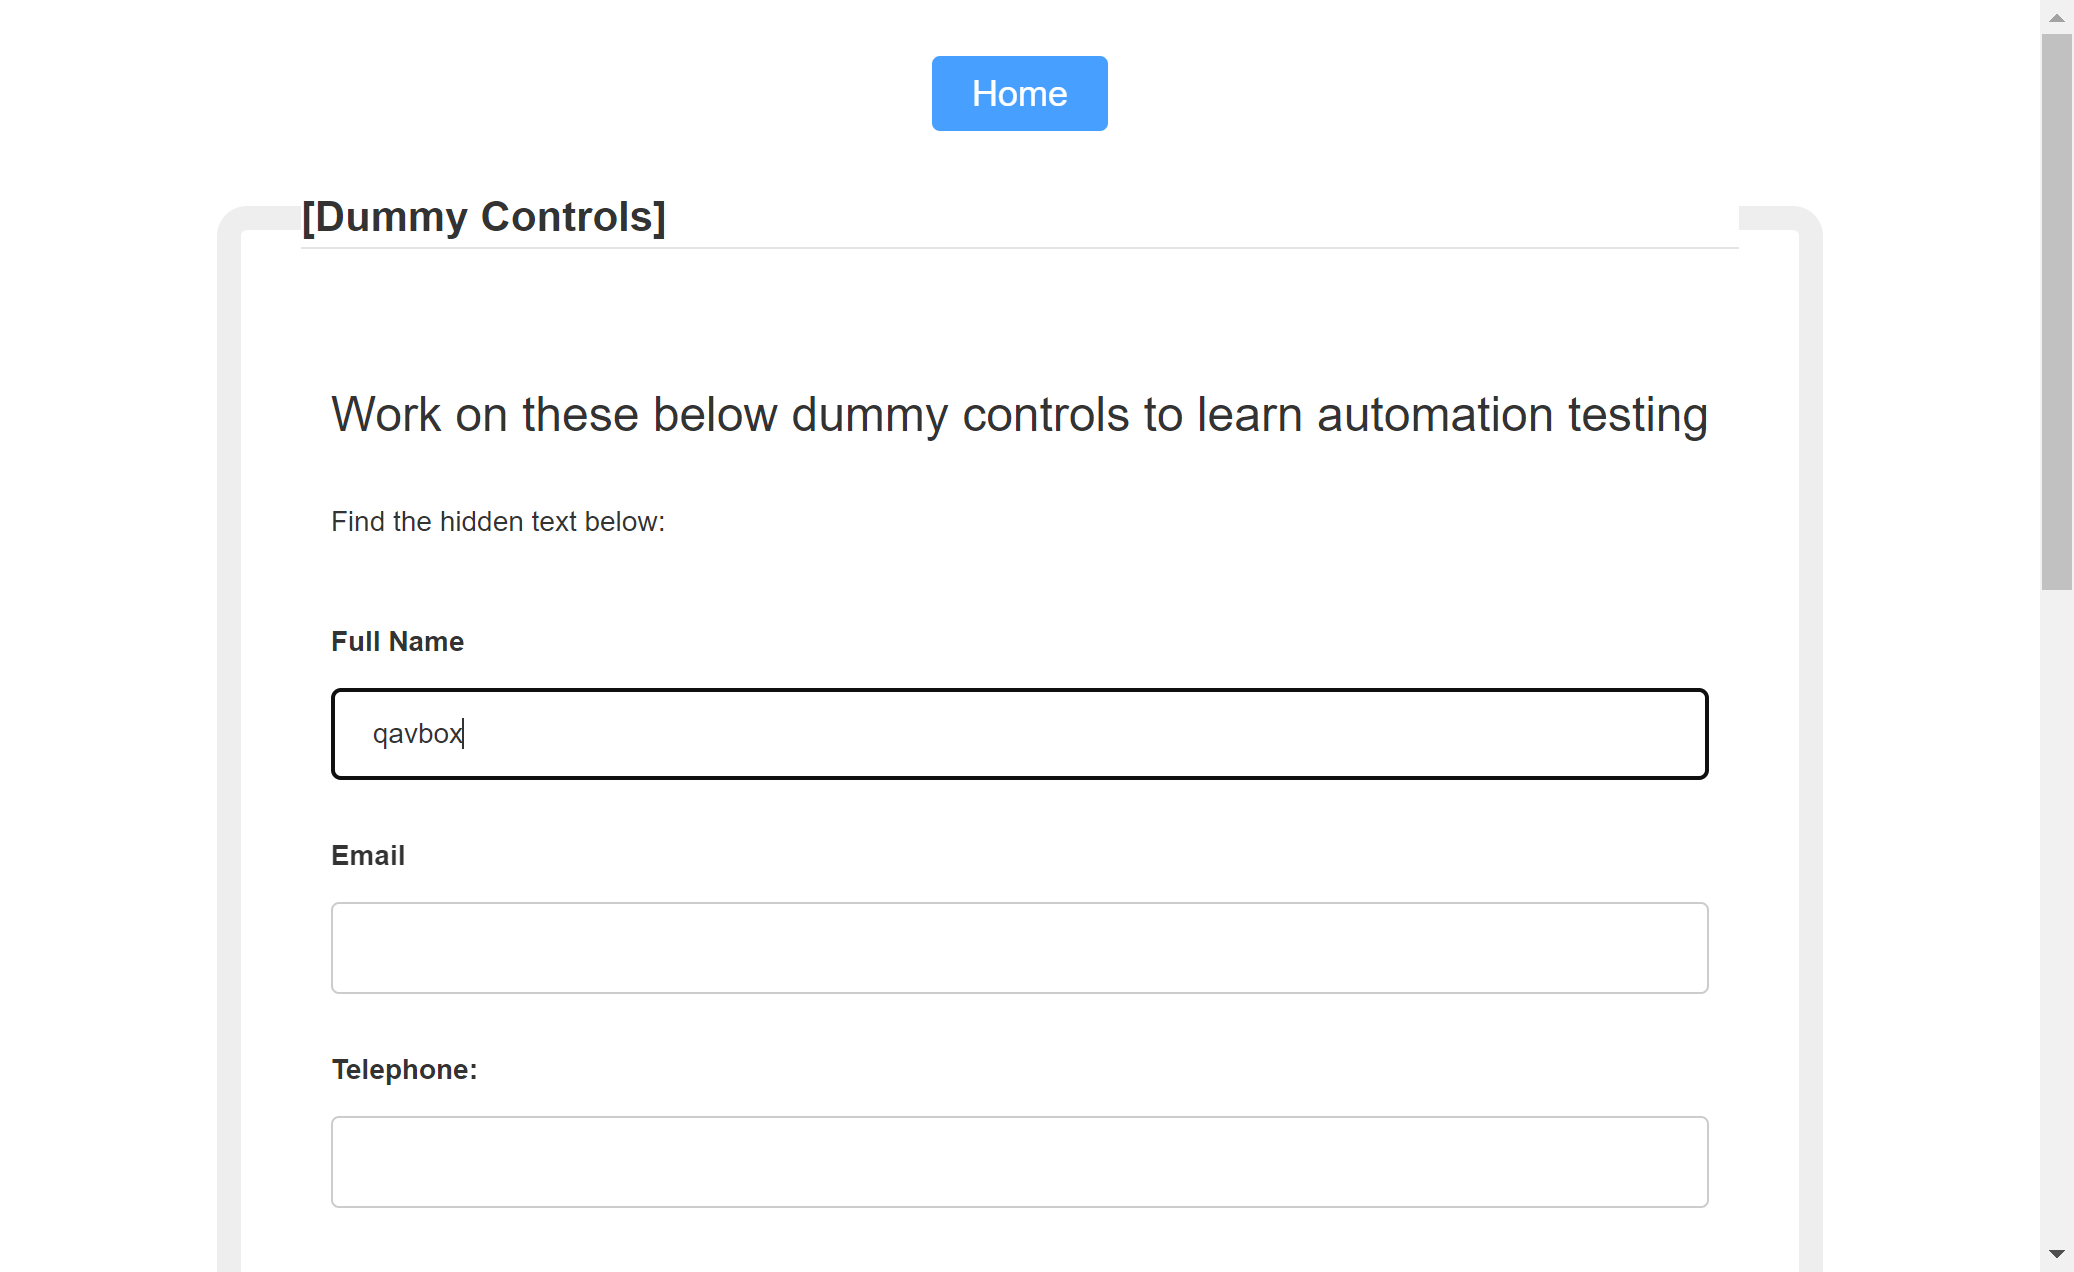 Home
[Dummy Controls]
Work on these below dummy controls to learn automation testing
Find the hidden text below:
Full Name
qavbox
Email
Telephone: